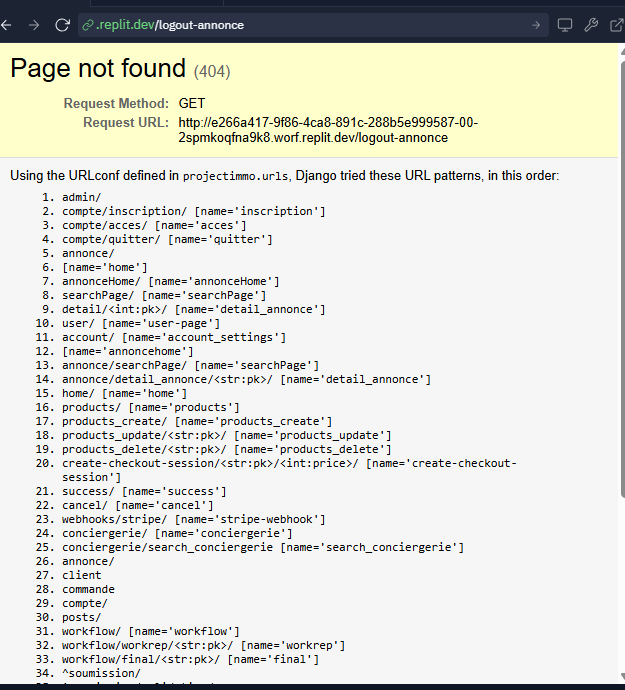 .replit.dev/logout-annonce
Page not found (404)
Request Method: GET
Request URL: http://e266a417-9f86-4ca8-891c-288b5e999587-00-
2spmkoqfna9k8.worf.replit.dev/logout-annonce
Using the URLconf defined in projectimmo.urls, Django tried these URL patterns, in this order:
1. admin/
2. compte/inscription/ [name='inscription']
3. compte/acces/ [name='acces']
4. compte/quitter/ [name='quitter']
5. annonce/
6. [name='home']
7. annonceHome/ [name='annonceHome']
8. searchPage/ [name='searchPage']
9. detail/<int:pk>/ [name='detail_annonce']
10. user/ [name='user-page']
11. account/ [name='account_settings']
12. [name='annoncehome']
13. annonce/searchPage/ [name='searchPage']
14. annonce/detail_annonce/<str:pk>/ [name='detail_annonce']
15. home/ [name='home']
16. products/ [name='products']
17. products_create/ [name='products_create']
18. products_update/<str:pk>/ [name='products_update']
19. products_delete/<str:pk>/ [name='products_delete']
20. create-checkout-session/<str:pk>/<int:price>/ [name='create-checkout-
session']
21. success/ [name='success']
22. cancel/ [name='cancel']
23. webhooks/stripe/ [name='stripe-webhook']
24. conciergerie/ [name='conciergerie']
25. conciergerie/search_conciergerie [name='search_conciergerie']
26. annonce/
27. client
28. commande
29. compte/
30. posts/
31. workflow/ [name='workflow']
32. workflow/workrep/<str:pk>/ [name='workrep']
33. workflow/final/<str:pk>/ [name='final']
34. ^soumission/